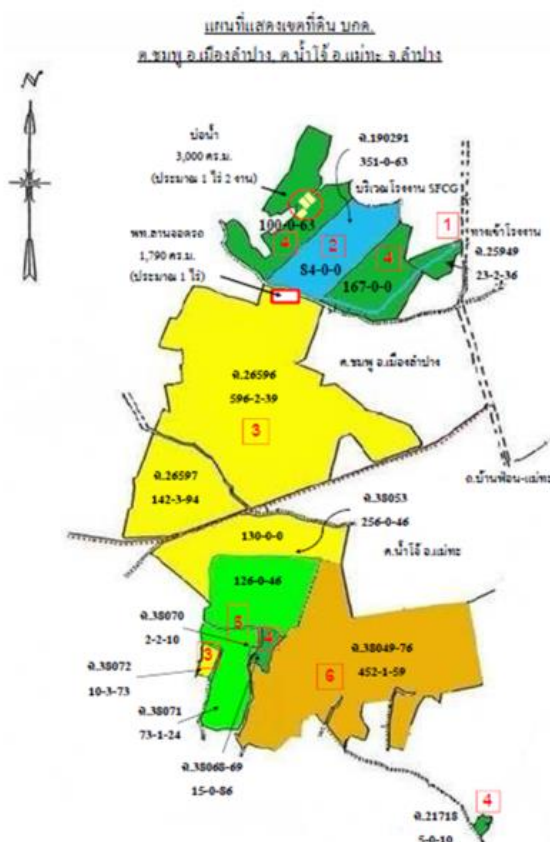 แผนที่แสดงเขตที่ดิน บกด.
ต.ชมพู อ.เมืองลำปาง, ต.น้ำโจ้ อ.แม่ทะ จ.ลำปาง
N
บ่อน้ำ
3,000 ตร.ม.
(ประมาณ 1 ไร่ 2 งาน)
ฉ.190291
351-0-63
บริเวณโรงงาน SFCG
100-0-63
4
2
84-0-0
4
167-0-0
1
ทางเข้าโรงงาน
ฉ.25949
23-2-36
พท.ลานจอดรถ
1,790 ตร.ม.
(ประมาณ 1 ไร่)
ต.ชมพู อ.เมืองลำปาง
ฉ.26596
596-2-39
3
ฉ.26597
142-3-94
ถ.บ้านฟ่อน-แม่ทะ
ฉ.38053
256-0-46
130-0-0
ต.น้ำโจ้ อ.แม่ทะ
126-0-46
ฉ.38070
2-2-10
5
4
3
ฉ.38072
10-3-73
ฉ.38071
73-1-24
ฉ.38068-69
15-0-86
ฉ.38049-76
452-1-59
6
4
ฉ.21718
5-0-10